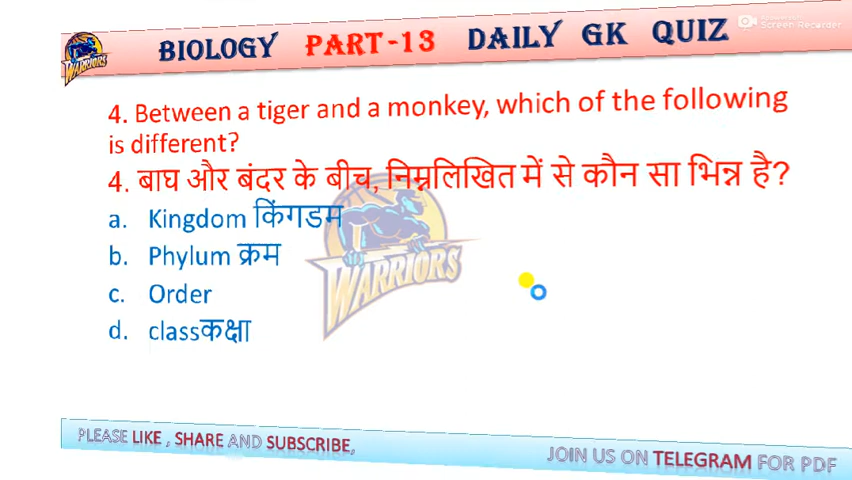 BIOLOGY PART-13 DAILY GK QUIZ
Screen Recorder
WARRIORS
4. Between a tiger and a monkey, which of the following
is different?
4. बाघ और बंदर के बीच, निम्नलिखित में से कौन सा भिन्न है?
a. Kingdom किंगडम
b. Phylum क्रम
c. Order
d. classकक्षा
WARRIORS
PLEASE LIKE , SHARE AND SUBSCRIBE,
JOIN US ON TELEGRAM FOR PDF